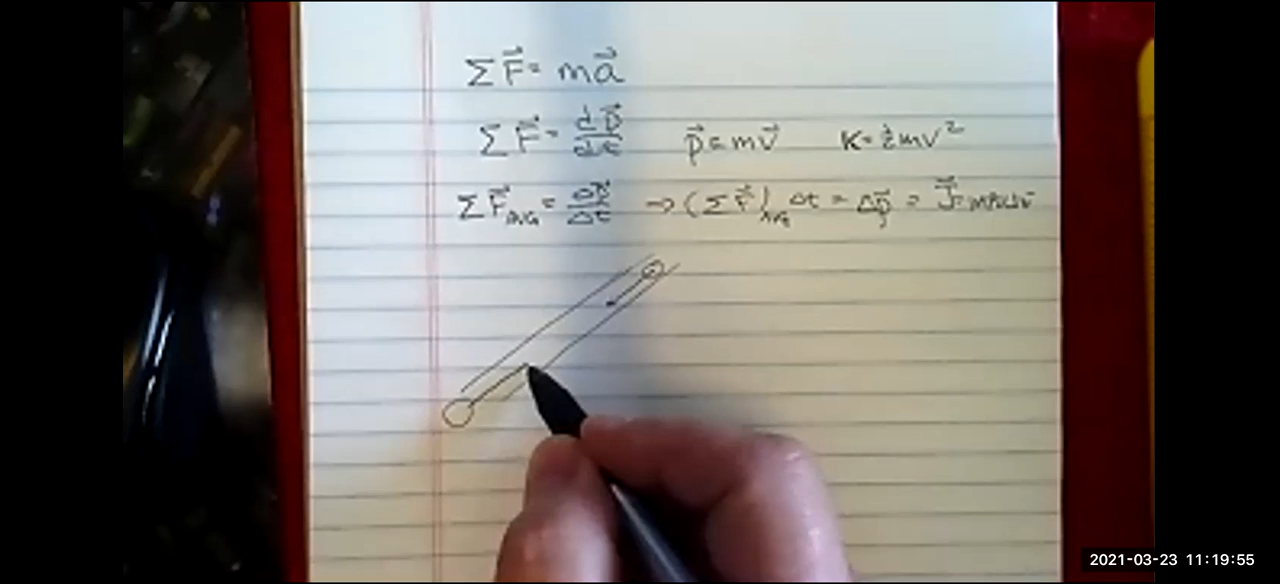 ΣF⃗ = ma⃗
ΣF⃗ = dp⃗/dt   p⃗ = mv⃗   K = ½mv²
ΣF⃗AVG = Δp⃗/Δt → (ΣF⃗)AVG Δt = Δp⃗ = J⃗ =
2021-03-23 11:19:55